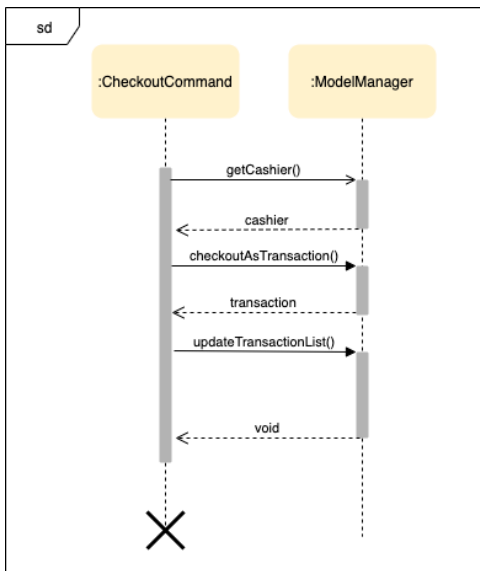 sd
:CheckoutCommand
:ModelManager
getCashier()
cashier
checkoutAsTransaction()
transaction
updateTransactionList()
void